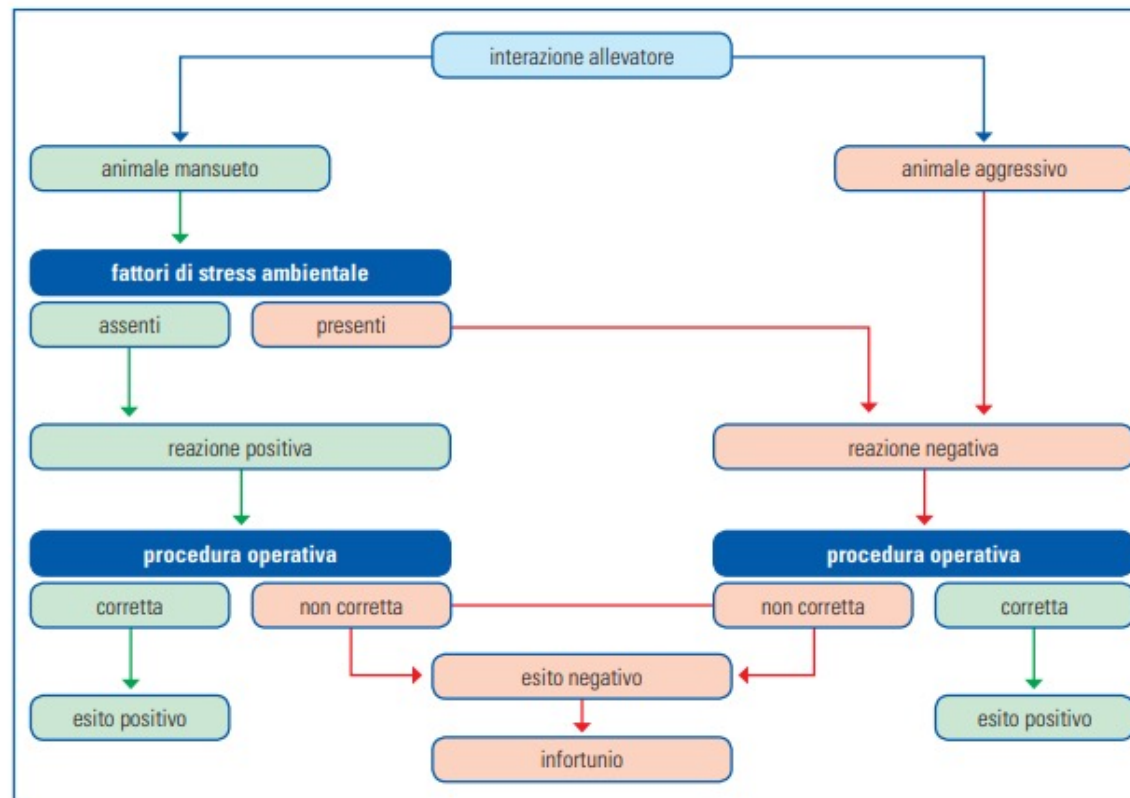 interazione allevatore
animale mansueto
animale aggressivo
fattori di stress ambientale
assenti
presenti
reazione positiva
reazione negativa
procedura operativa
procedura operativa
corretta
non corretta
non corretta
corretta
esito negativo
esito positivo
esito positivo
infortunio